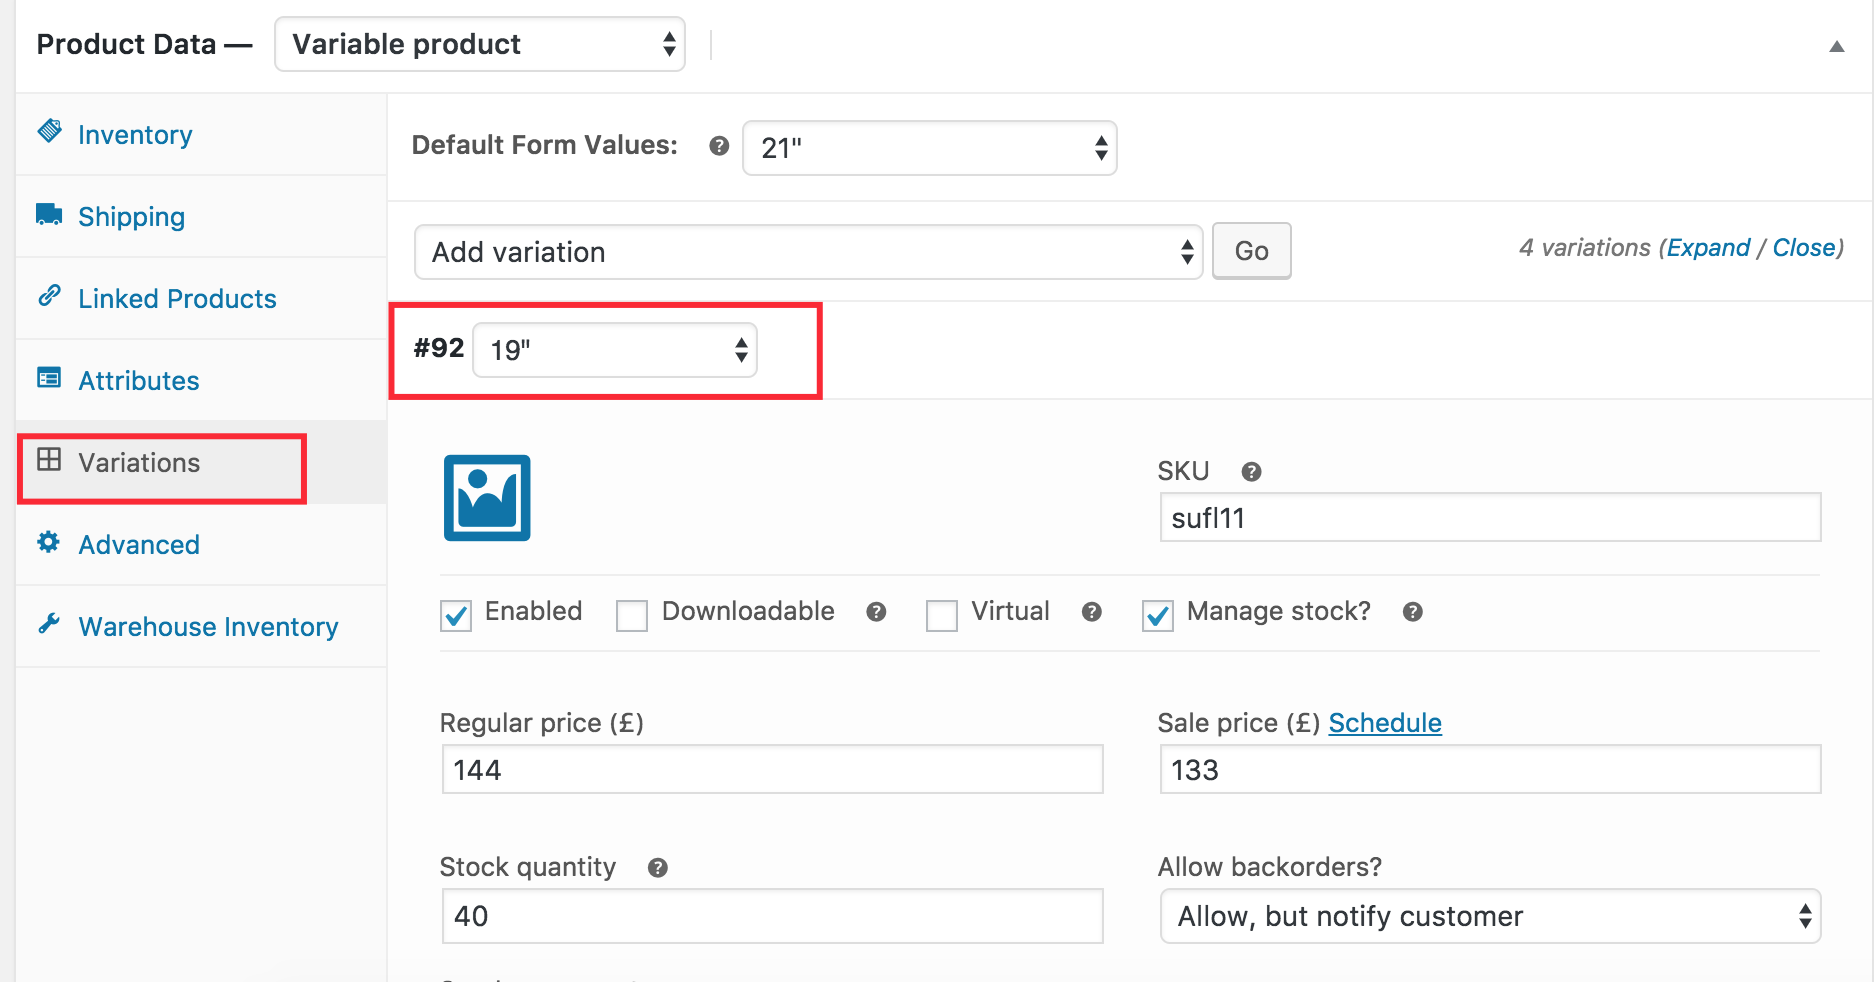 Product Data — Variable product
Inventory
Shipping
Linked Products
Attributes
Variations
Advanced
Warehouse Inventory
Default Form Values: 21"
Add variation Go 4 variations (Expand / Close)
#92 19"
SKU
sufl11
Enabled Downloadable Virtual Manage stock?
Regular price (£) Sale price (£) Schedule
144 133
Stock quantity Allow backorders?
40 Allow, but notify customer